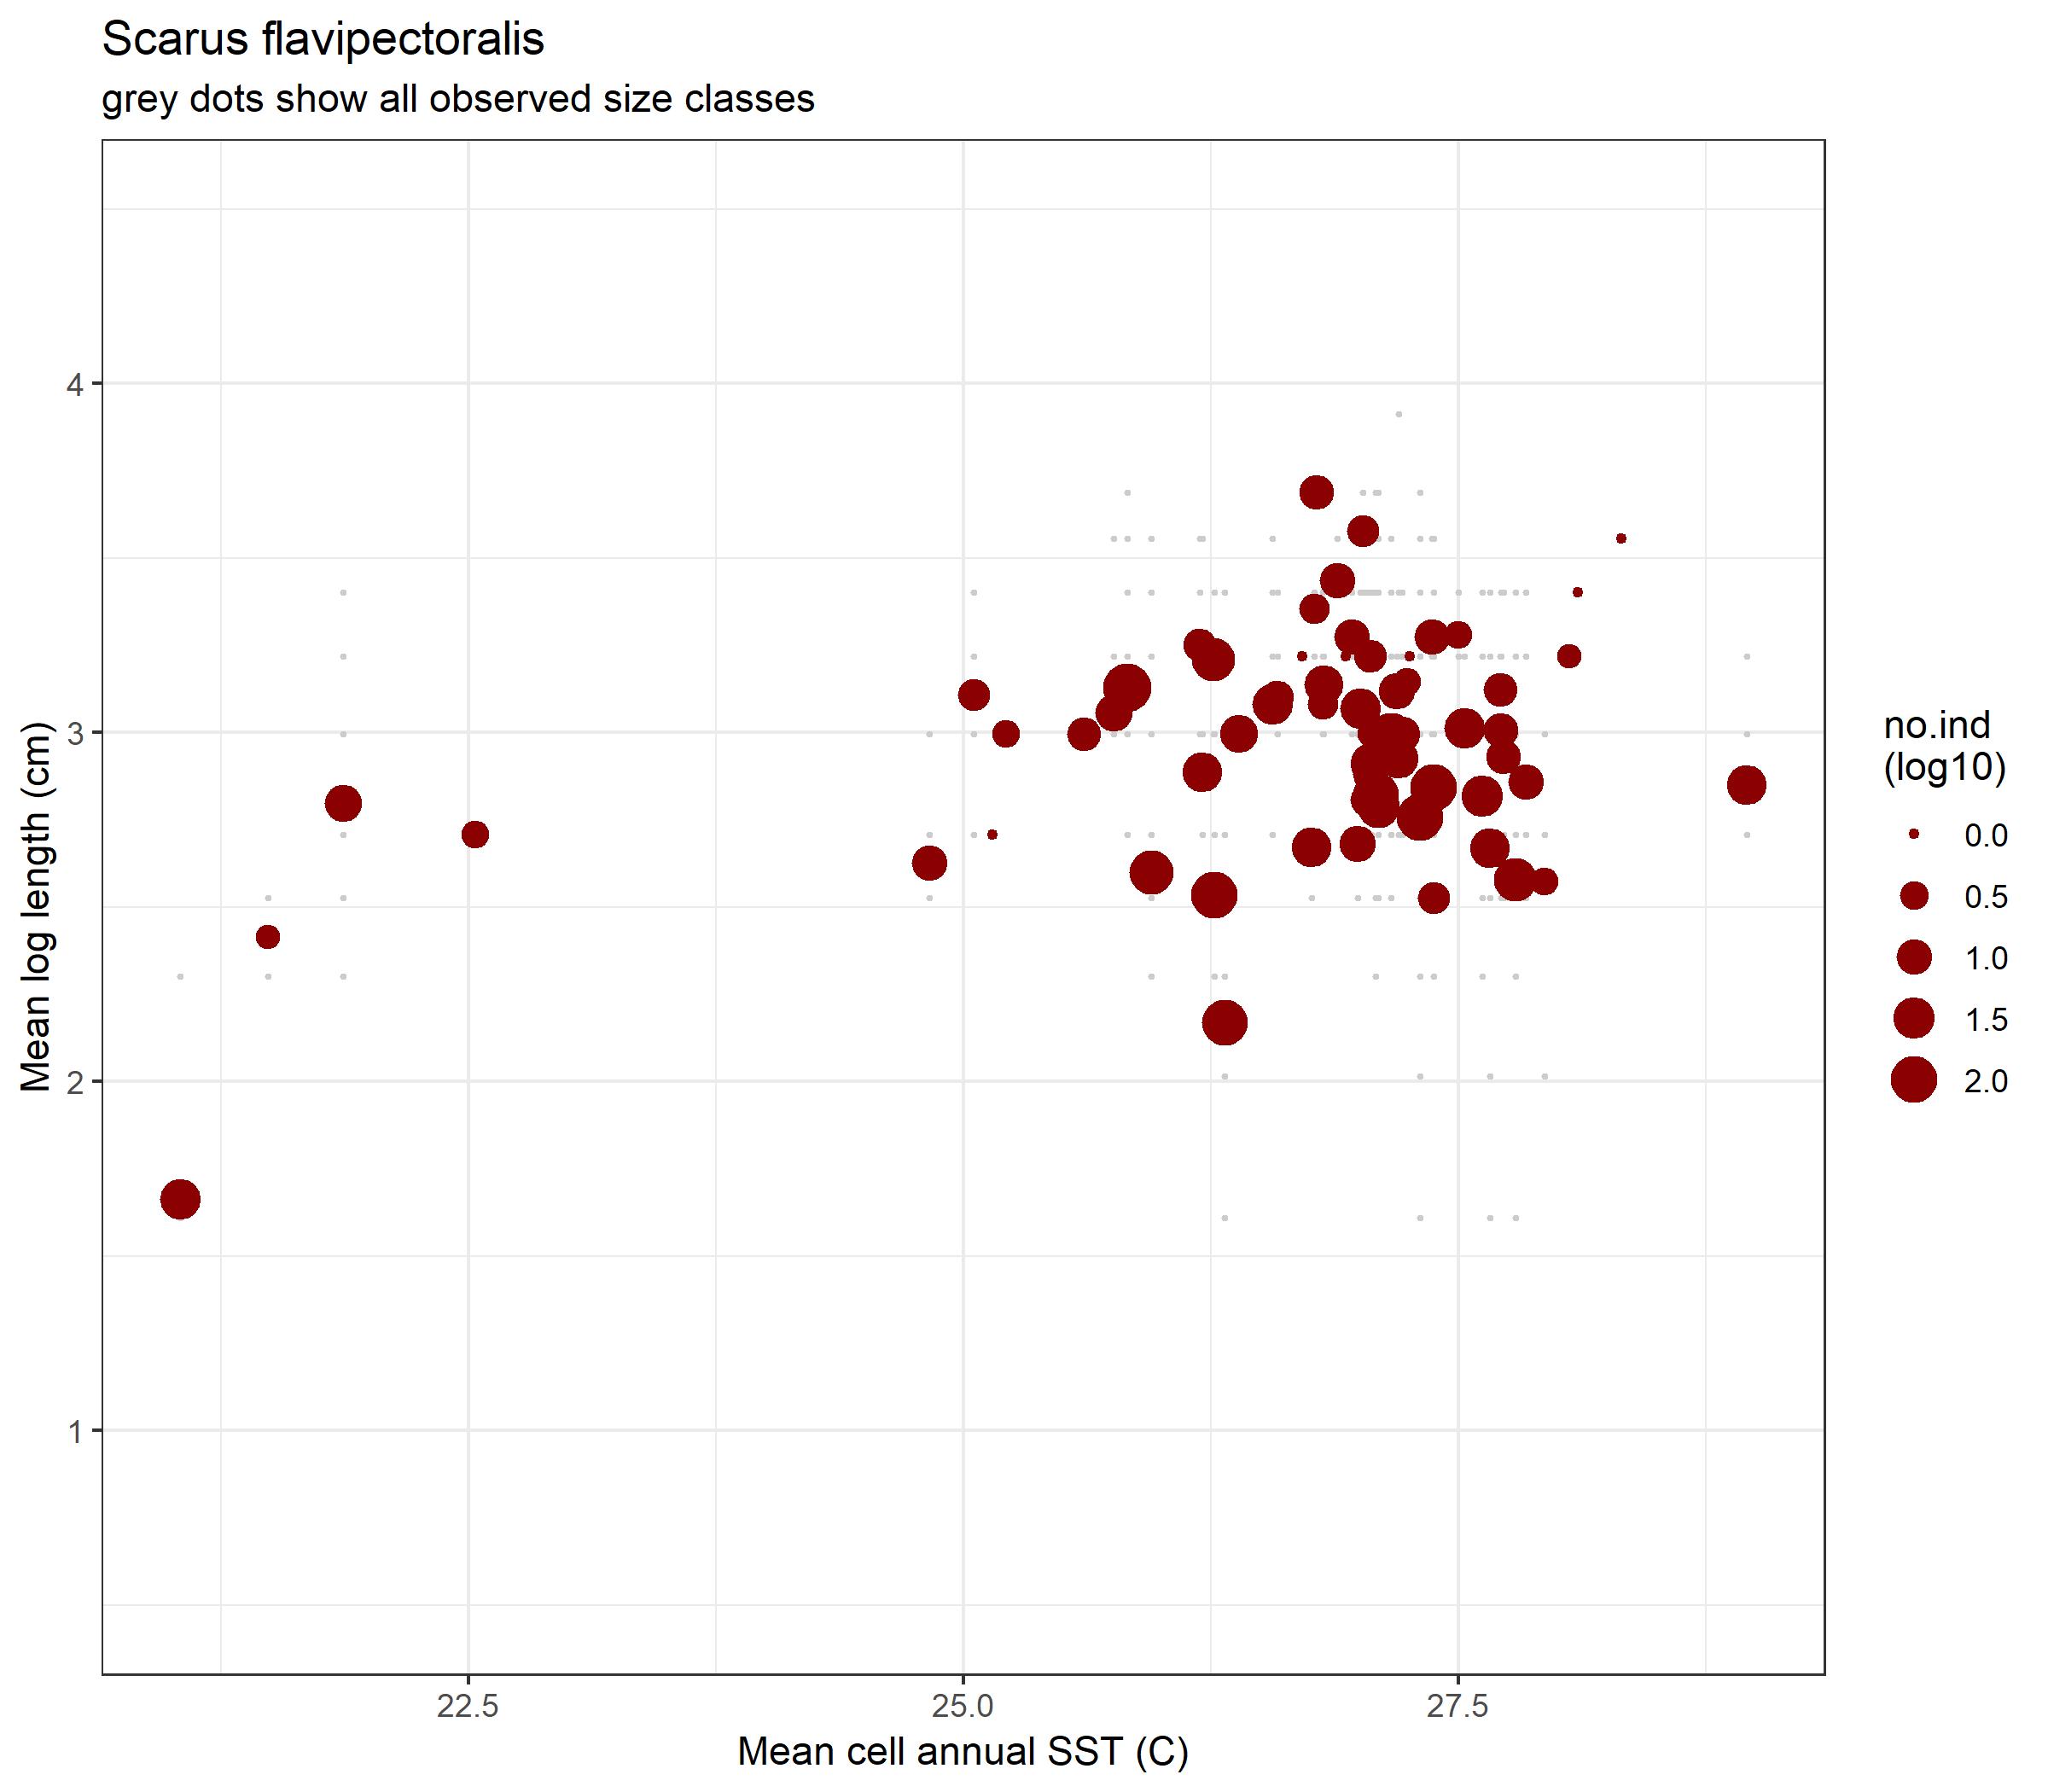 Scarus flavipectoralis
grey dots show all observed size classes
Mean log length (cm)
4
3
2
1
22.5
25.0
27.5
Mean cell annual SST (C)
no.ind
(log10)
0.0
0.5
1.0
1.5
2.0